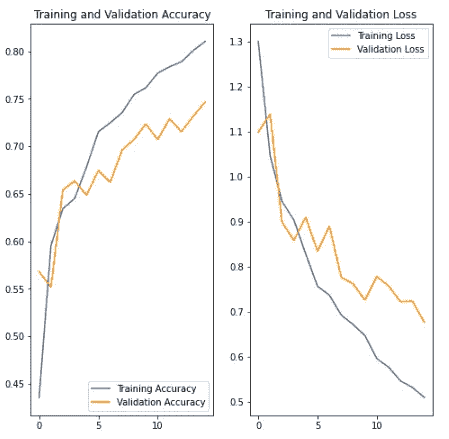 Training and Validation Accuracy
0.80
0.75
0.70
0.65
0.60
0.55
0.50
0.45
Training Accuracy
Validation Accuracy
0 5 10
Training and Validation Loss
Training Loss
Validation Loss
1.3
1.2
1.1
1.0
0.9
0.8
0.7
0.6
0.5
0 5 10